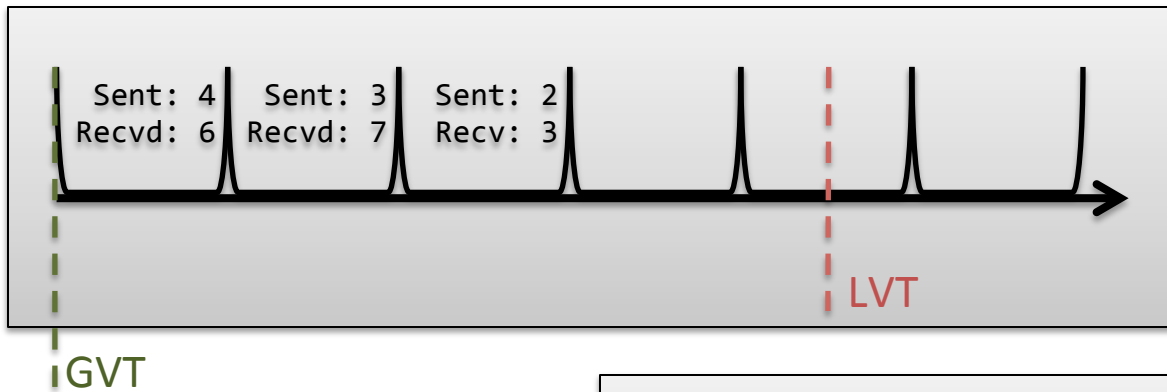 Sent: 4 Sent: 3 Sent: 2
Recvd: 6 Recvd: 7 Recv: 3
LVT
GVT